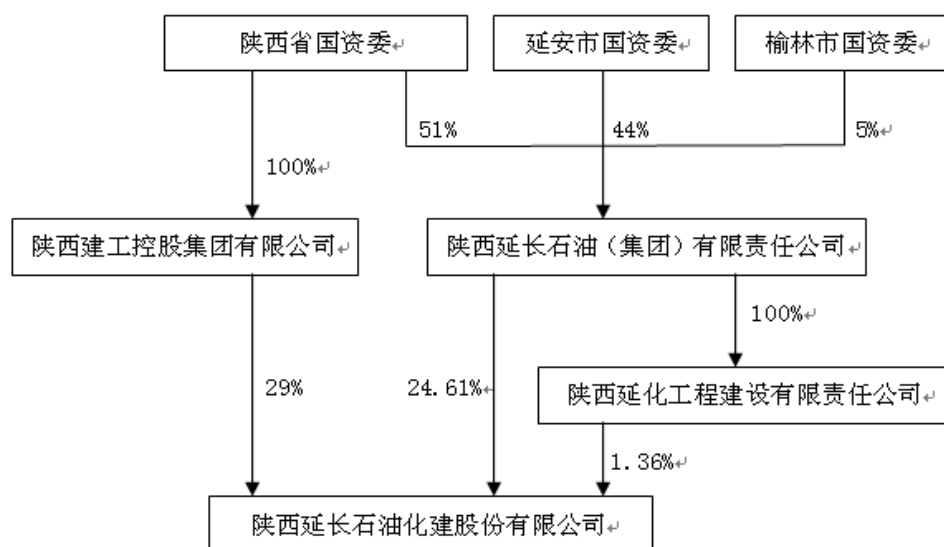 陕西省国资委
延安市国资委
榆林市国资委
51%
44%
5%
100%
陕西建工控股集团有限公司
陕西延长石油（集团）有限责任公司
100%
29%
24.61%
陕西延化工程建设有限责任公司
1.36%
陕西延长石油化建股份有限公司